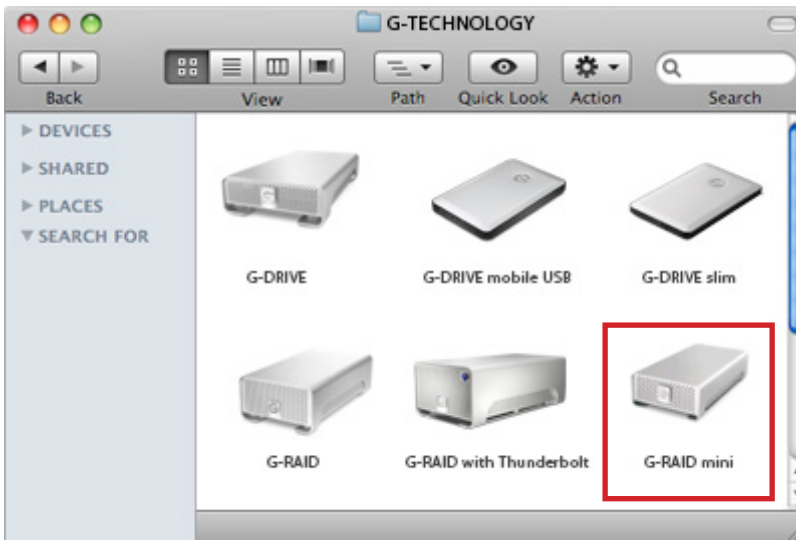 G-TECHNOLOGY
Back
View
Path
Quick Look
Action
Search
DEVICES
SHARED
PLACES
SEARCH FOR
G-DRIVE
G-DRIVE mobile USB
G-DRIVE slim
G-RAID
G-RAID with Thunderbolt
G-RAID mini